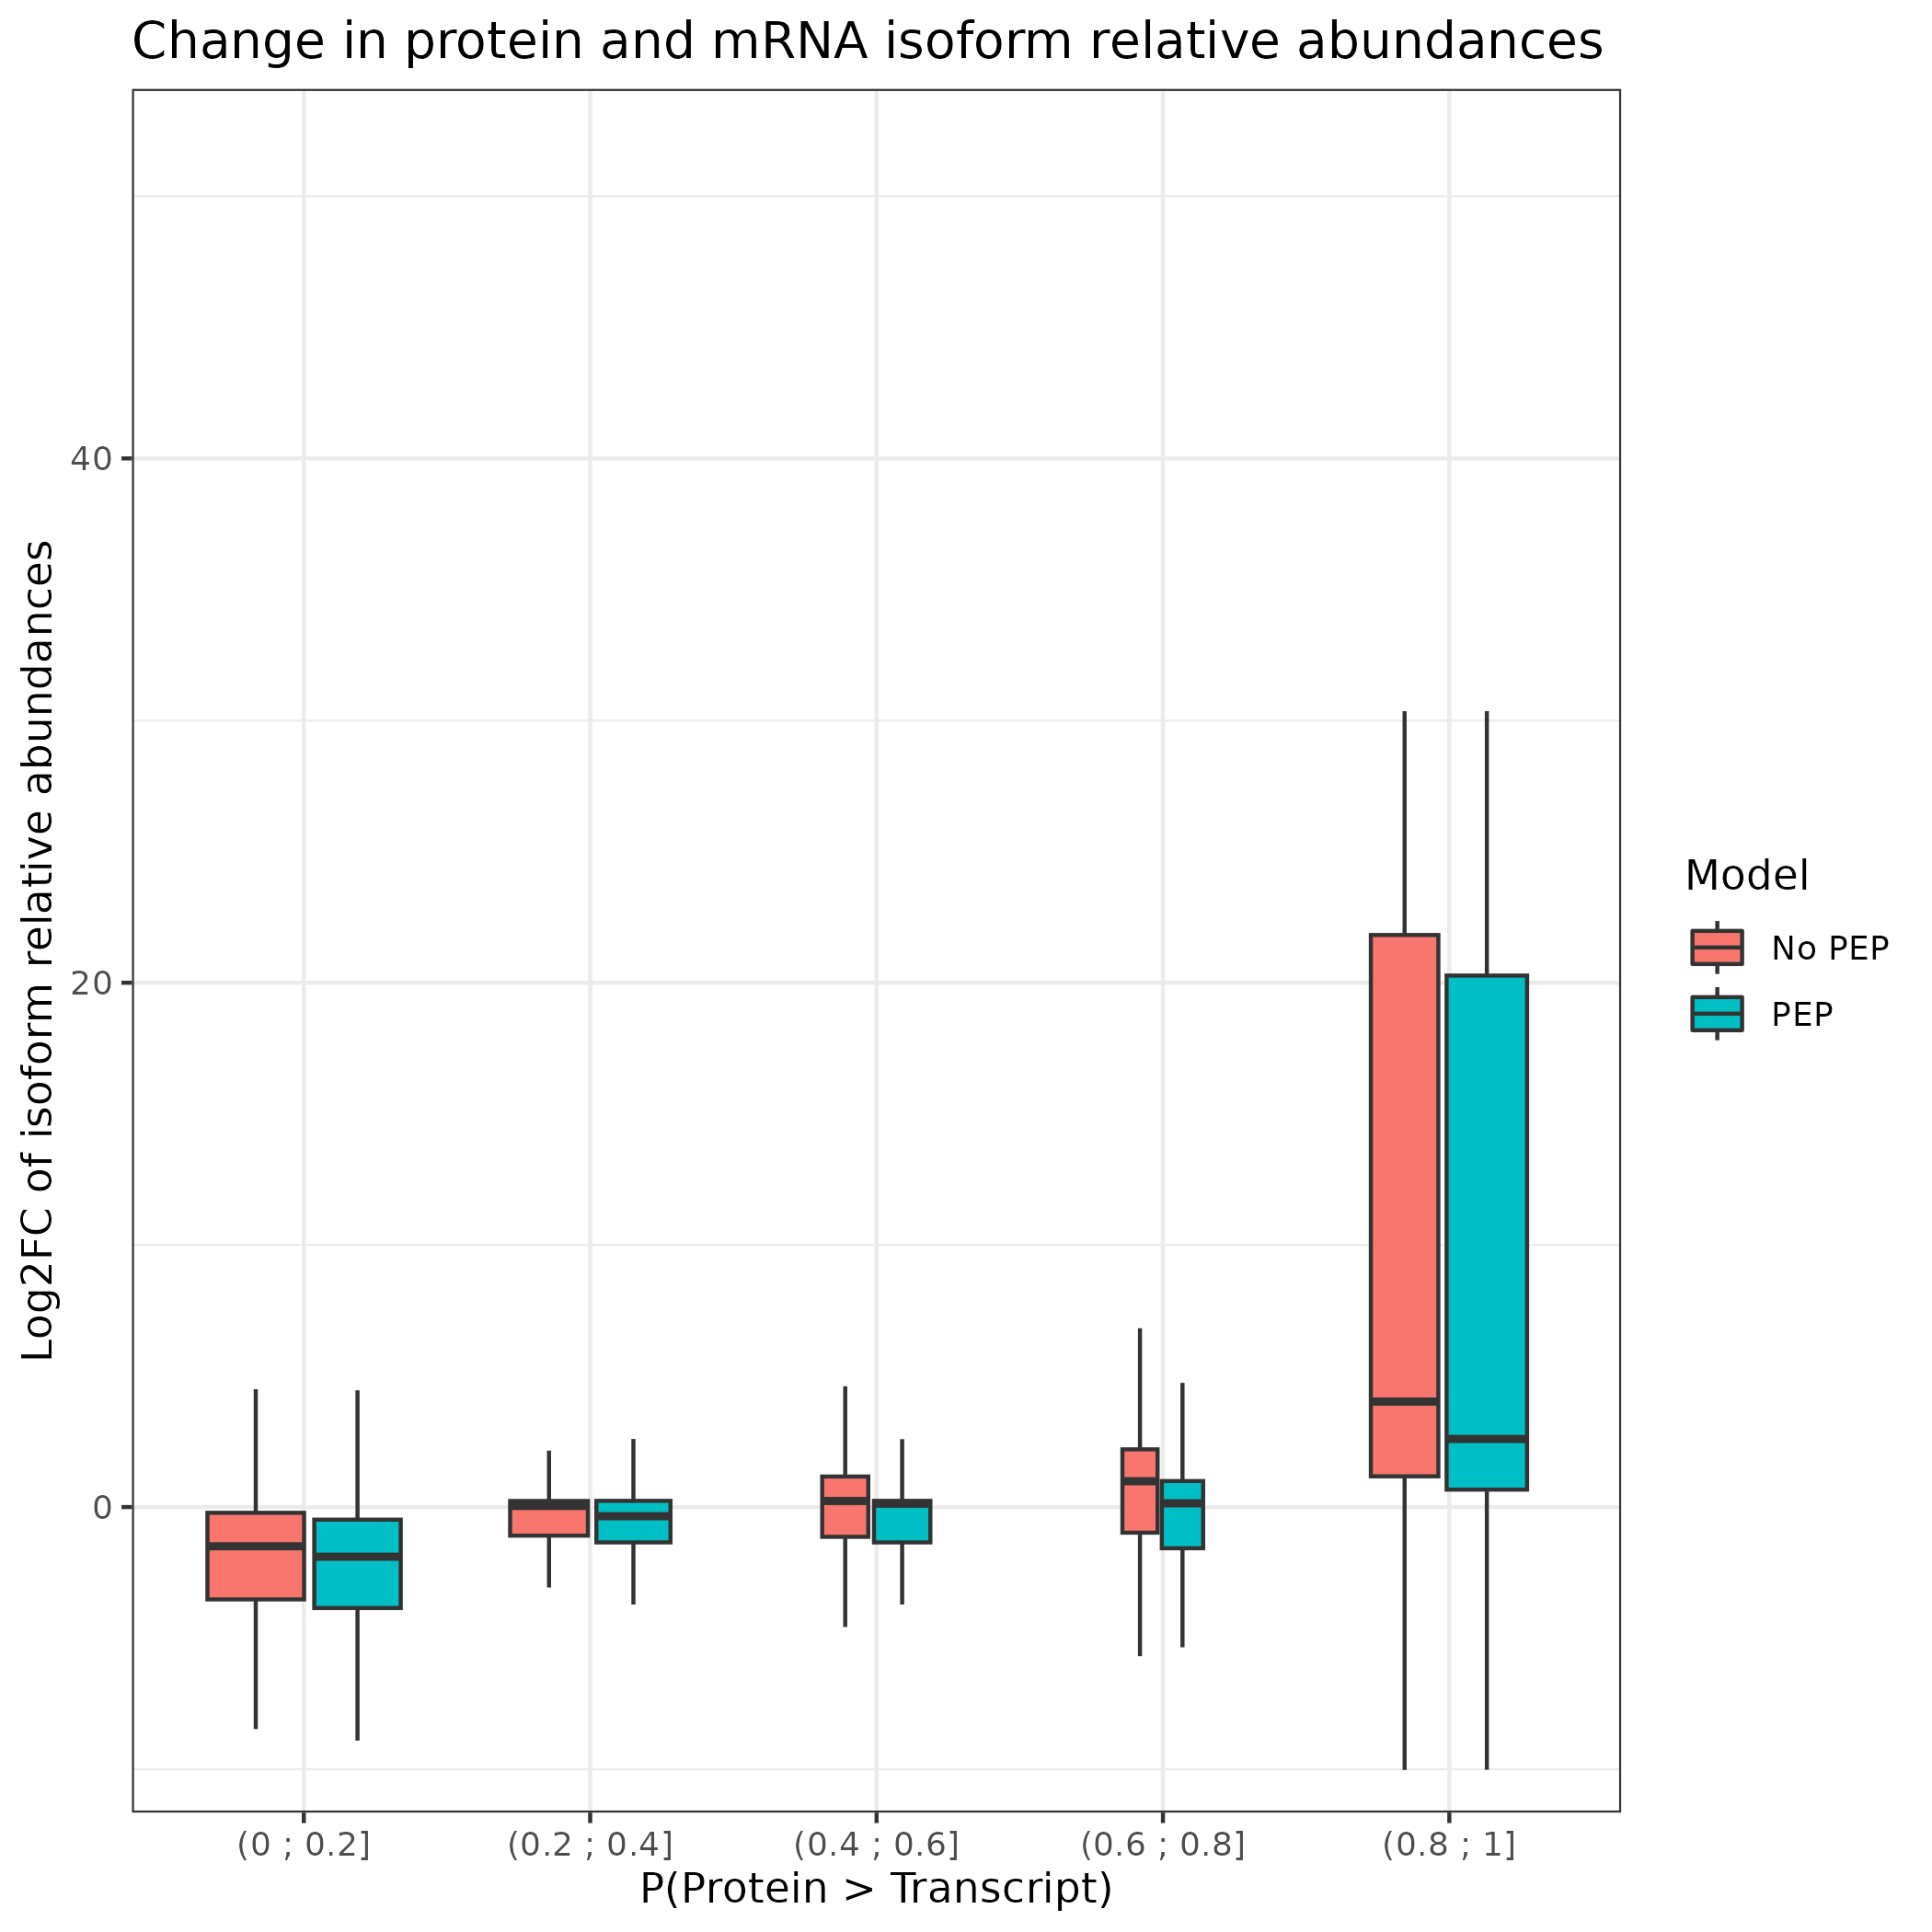 Change in protein and mRNA isoform relative abundances
Log2FC of isoform relative abundances
40
20
0
(0 ; 0.2]
(0.2 ; 0.4]
(0.4 ; 0.6]
(0.6 ; 0.8]
(0.8 ; 1]
P(Protein > Transcript)
Model
No PEP
PEP